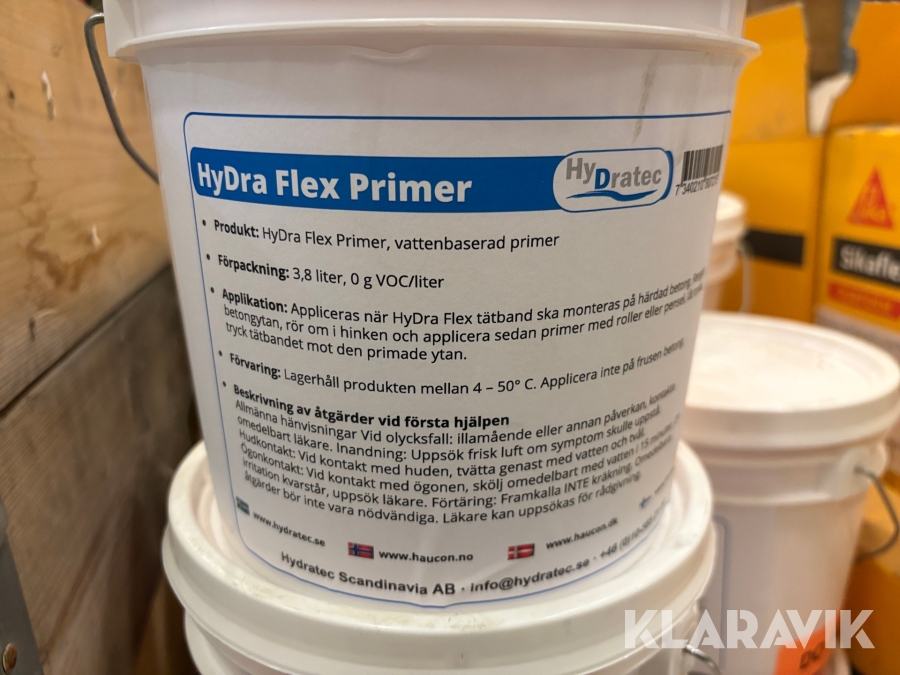 HyDra Flex Primer
HyDratec
• Produkt: HyDra Flex Primer, vattenbaserad primer
• Förpackning: 3,8 liter, 0 g VOC/liter
• Applikation: Appliceras när HyDra Flex tätband ska monteras på härdad betong.
betongytan, rör om i hinken och applicera sedan primer med roller eller pensel,
tryck tätbandet mot den primade ytan.
• Förvaring: Lagerhåll produkten mellan 4 – 50° C. Applicera inte på frusen betong.
• Beskrivning av åtgärder vid första hjälpen
Allmänna hänvisningar Vid olycksfall: illamående eller annan påverkan, kontakta
omedelbart läkare. Inandning: Uppsök frisk luft om symptom skulle uppstå.
Hudkontakt: Vid kontakt med huden, tvätta genast med vatten och tvål.
Ögonkontakt: Vid kontakt med ögonen, skölj omedelbart med vatten i 15 minuter.
irritation kvarstår, uppsök läkare. Förtäring: Framkalla INTE kräkning.
åtgärder bör inte vara nödvändiga. Läkare kan uppsökas för rådgivning.
www.hydratec.se www.haucon.no www.haucon.dk
Hydratec Scandinavia AB · info@hydratec.se ·
Sika
KLARAVIK